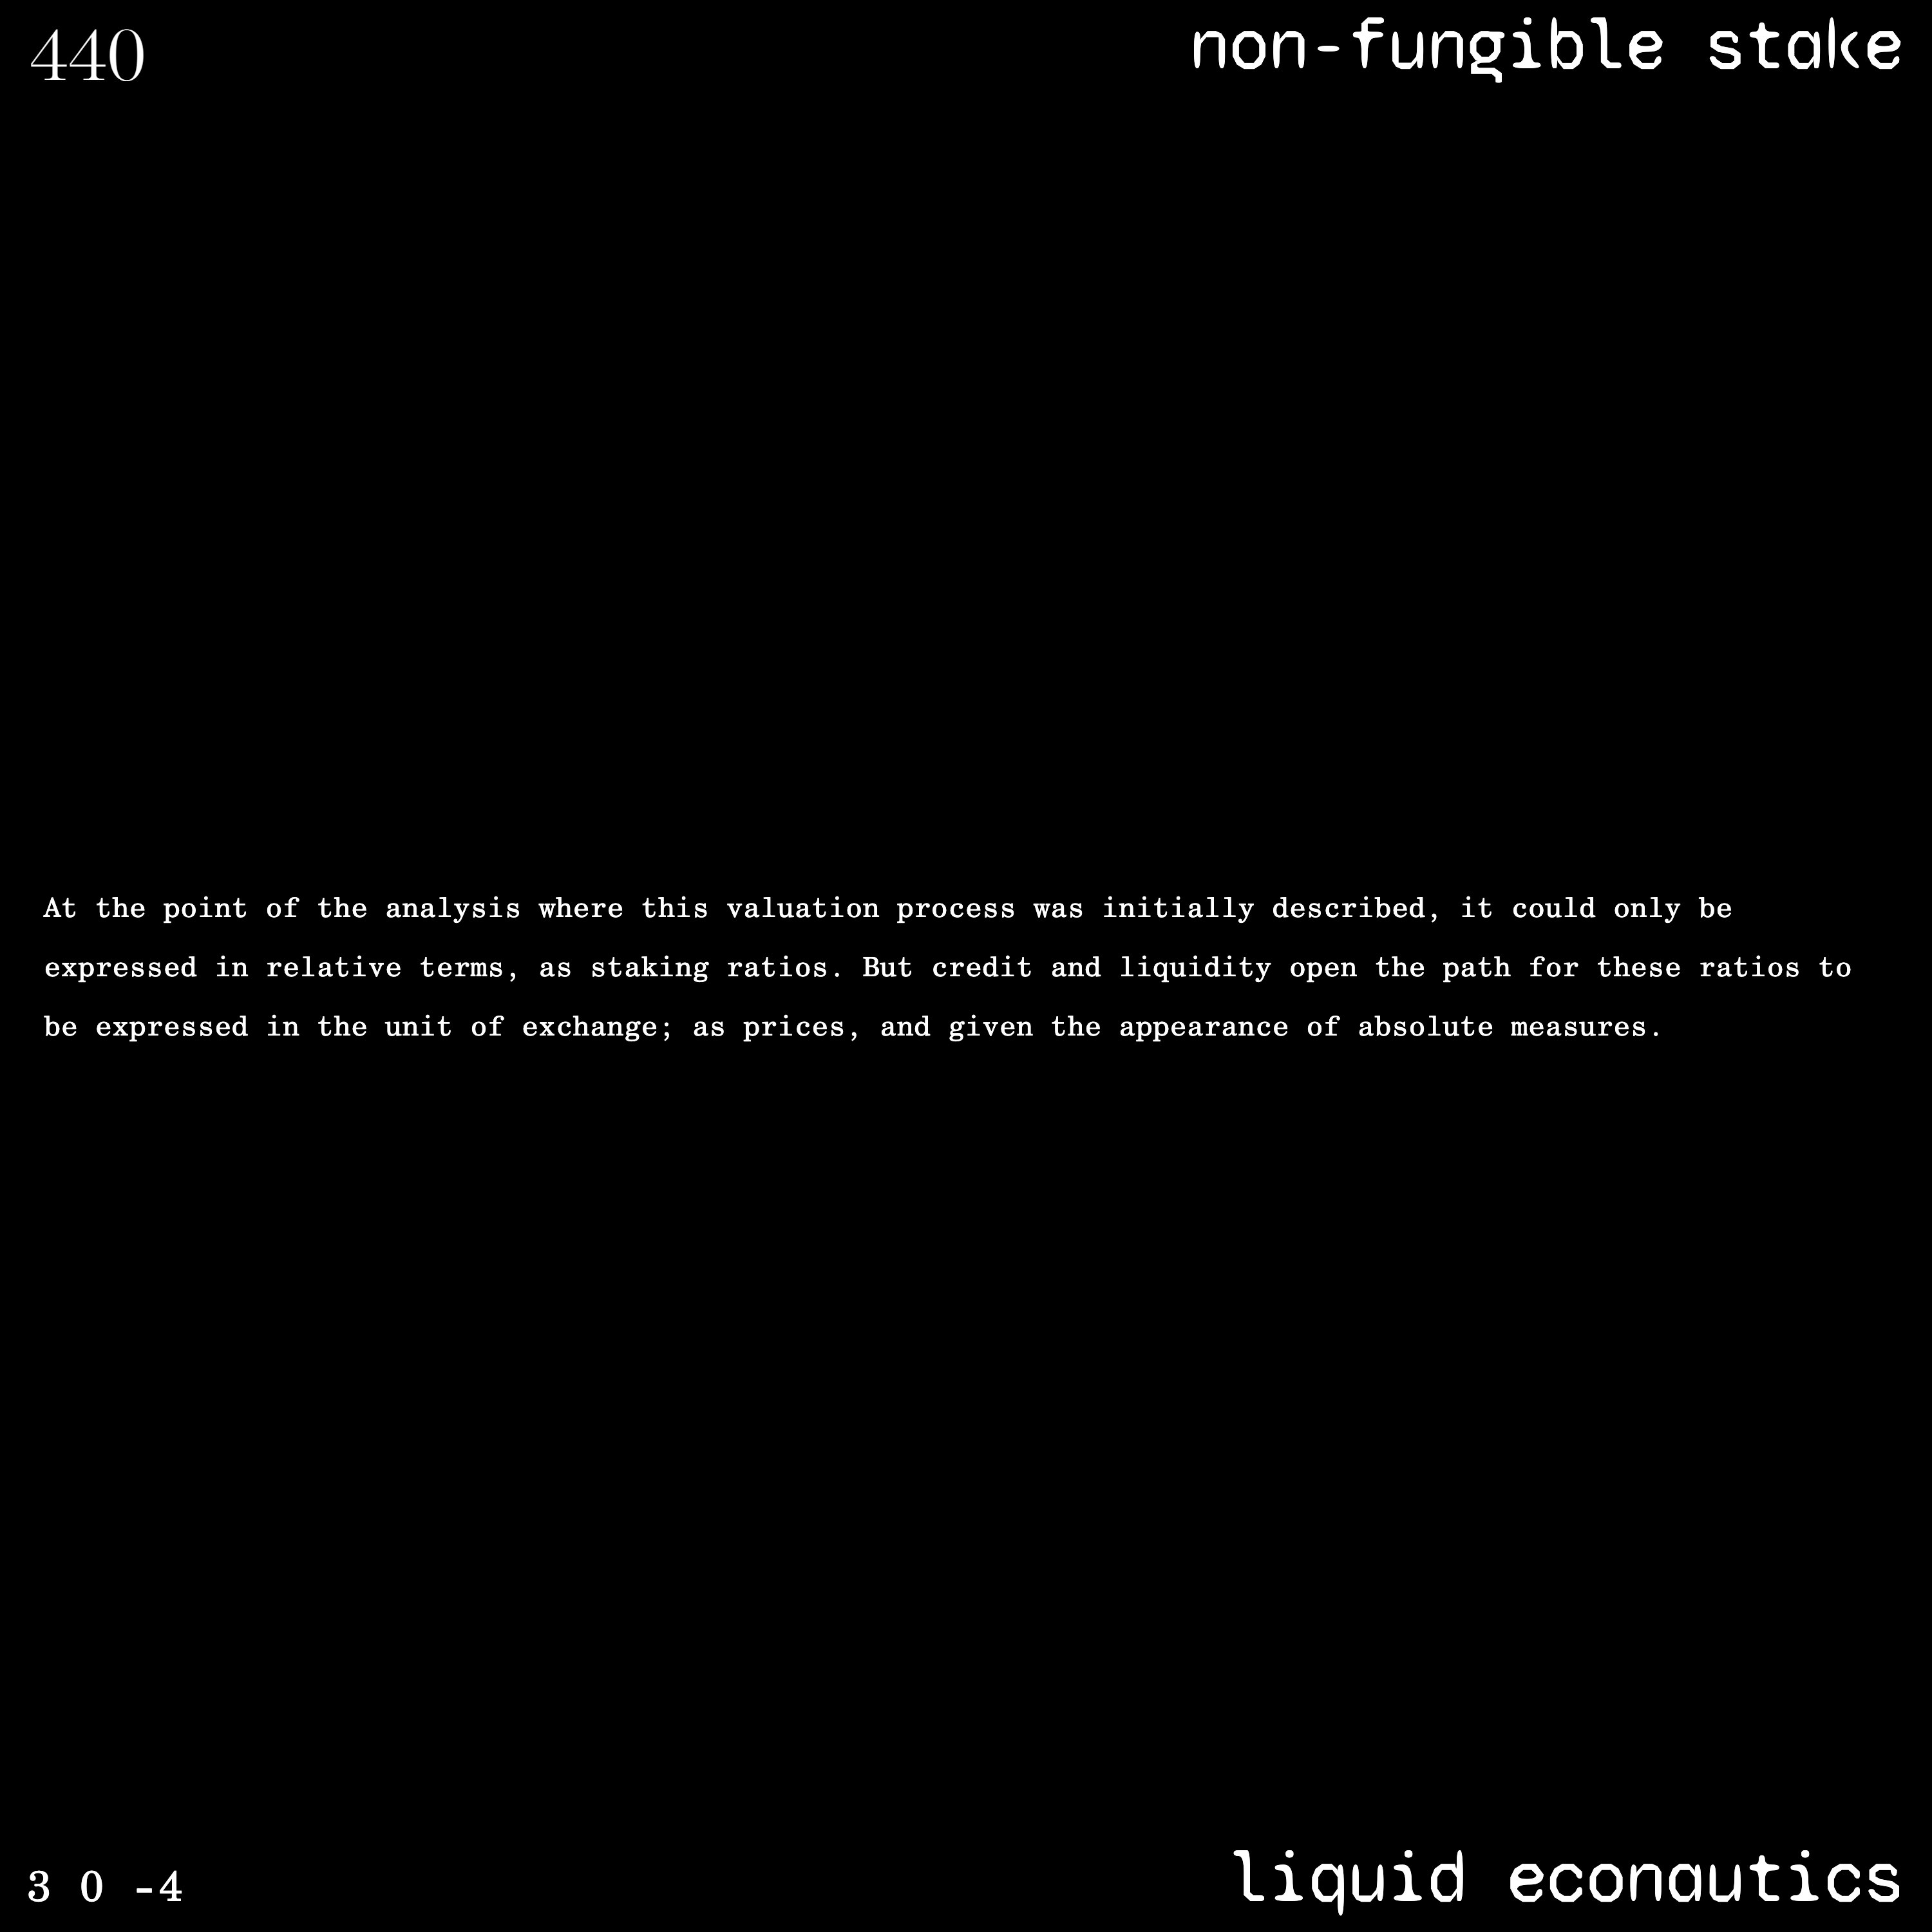 440
non-fungible stake
At the point of the analysis where this valuation process was initially described, it could only be
expressed in relative terms, as staking ratios. But credit and liquidity open the path for these ratios to
be expressed in the unit of exchange; as prices, and given the appearance of absolute measures.
3 0 -4
liquid econautics